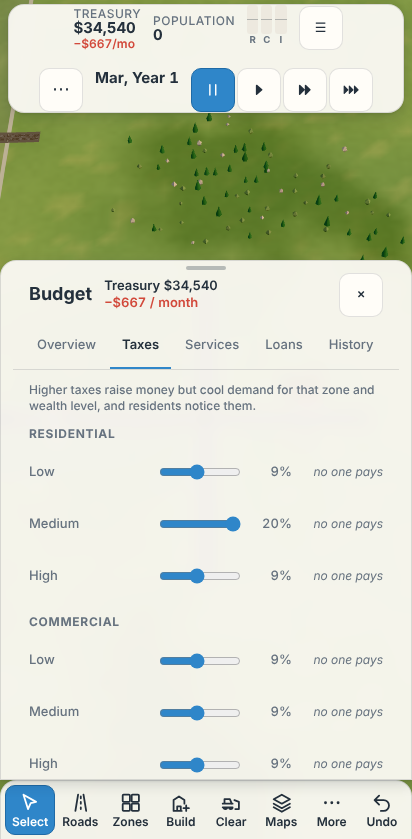 TREASURY
$34,540
−$667/mo
POPULATION
0
R C I
Mar, Year 1
Budget
Treasury $34,540
−$667 / month
Overview Taxes Services Loans History
Higher taxes raise money but cool demand for that zone and
wealth level, and residents notice them.
RESIDENTIAL
Low 9% no one pays
Medium 20% no one pays
High 9% no one pays
COMMERCIAL
Low 9% no one pays
Medium 9% no one pays
High 9% no one pays
Select Roads Zones Build Clear Maps More Undo